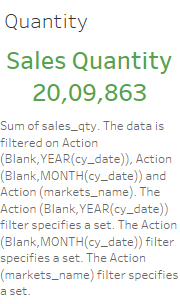 Quantity
Sales Quantity
20,09,863
Sum of sales_qty. The data is
filtered on Action
(Blank,YEAR(cy_date)), Action
(Blank,MONTH(cy_date)) and
Action (markets_name). The
Action (Blank,YEAR(cy_date))
filter specifies a set. The Action
(Blank,MONTH(cy_date)) filter
specifies a set. The Action
(markets_name) filter specifies
a set.